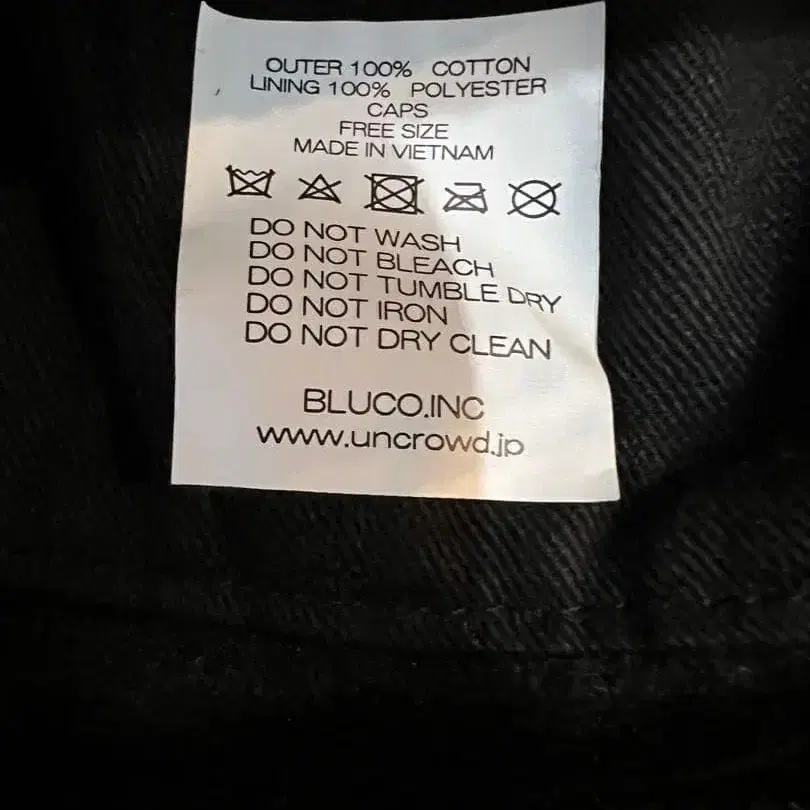 OUTER 100% COTTON
LINING 100% POLYESTER
CAPS
FREE SIZE
MADE IN VIETNAM
DO NOT WASH
DO NOT BLEACH
DO NOT TUMBLE DRY
DO NOT IRON
DO NOT DRY CLEAN
BLUCO.INC
www.uncrowd.jp